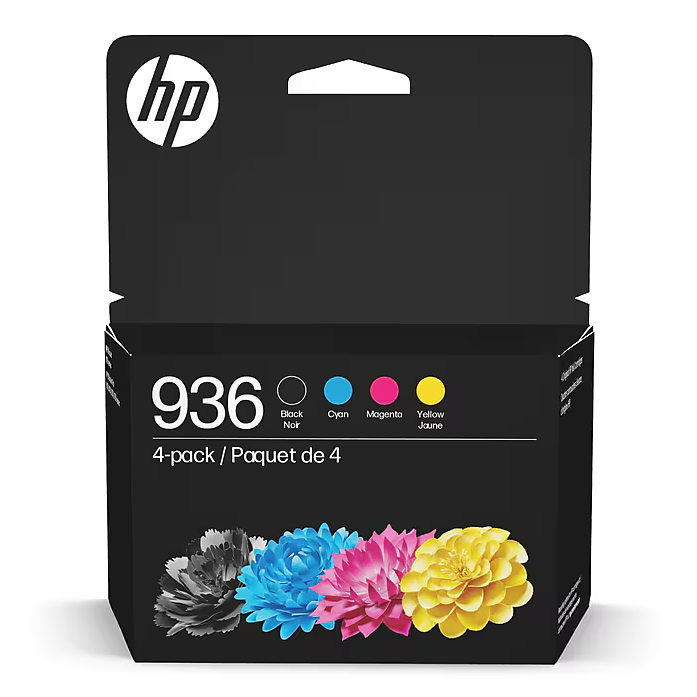 hp
936
Black
Noir
Cyan
Magenta
Yellow
Jaune
4-pack / Paquet de 4